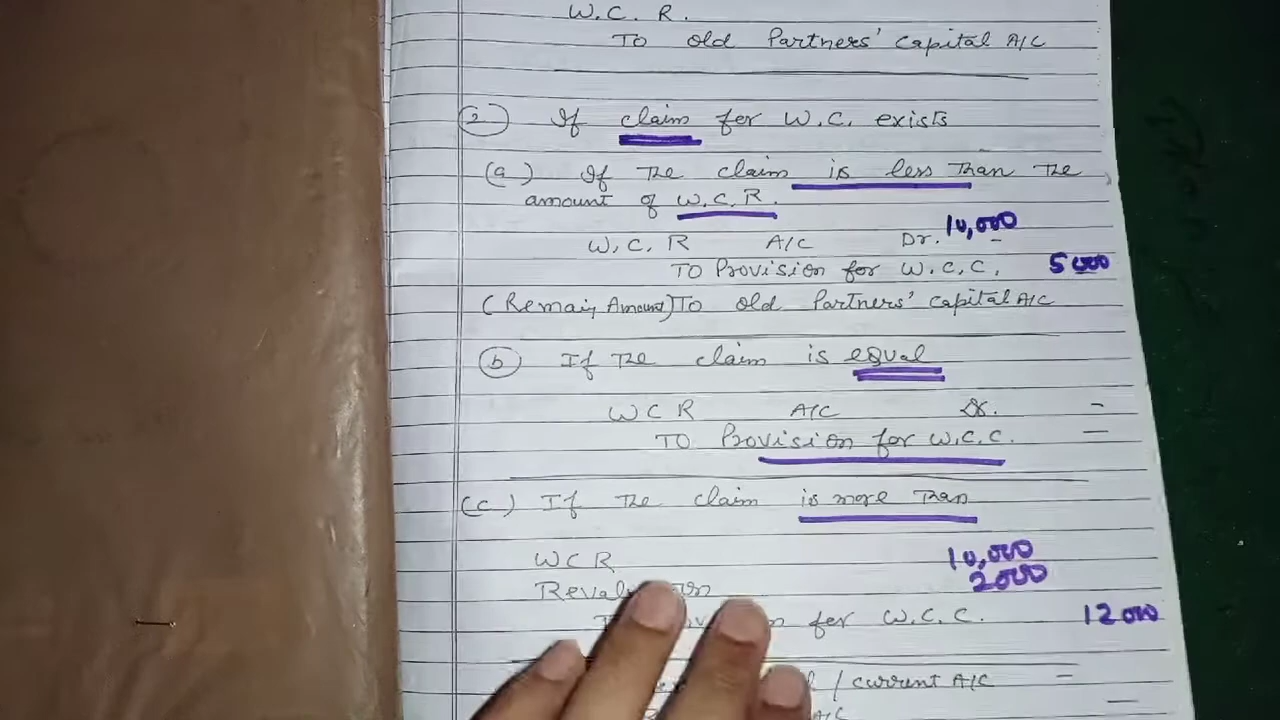 W.C.R.
To old Partners' Capital A/C
(2) If claim for W.C. exists
(a) If the claim is less than the
amount of W.C.R.
W.C.R A/C Dr. 10,000 -
To Provision for W.C.C. 5000
(Remain Amount) To old Partners' Capital A/C
(b) If the claim is equal
WCR A/C Dr. -
To Provision for W.C.C. -
(c) If the claim is more than
WCR 10,000
2000
for W.C.C. 12000
/ current A/C -
A/C -